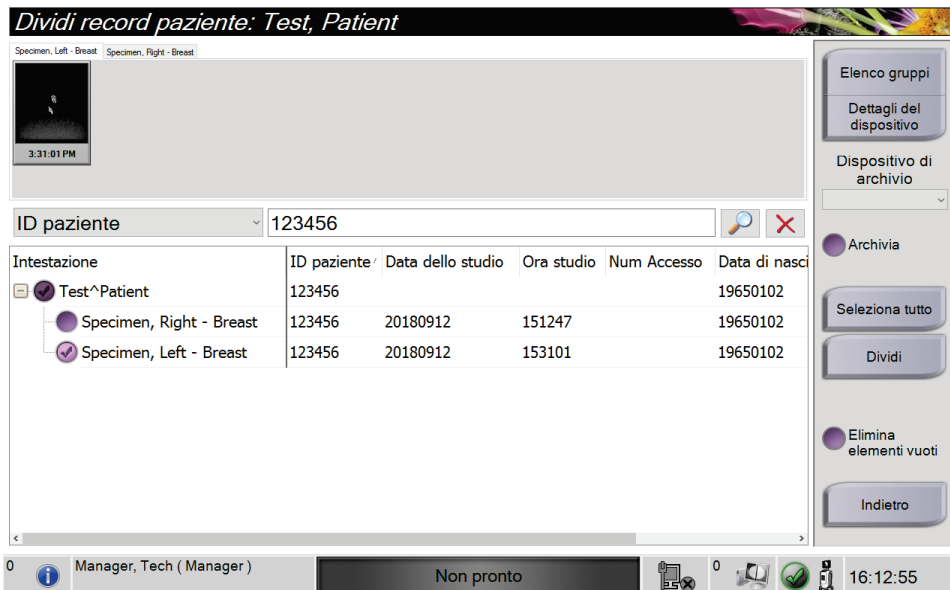 Dividi record paziente: Test, Patient
Specimen, Left - Breast Specimen, Right - Breast
3:31:01 PM
ID paziente 123456
Intestazione ID paziente Data dello studio Ora studio Num Accesso Data di nasci
Test^Patient 123456 19650102
Specimen, Right - Breast 123456 20180912 151247 19650102
Specimen, Left - Breast 123456 20180912 153101 19650102
Elenco gruppi
Dettagli del
dispositivo
Dispositivo di
archivio
Archivia
Seleziona tutto
Dividi
Elimina
elementi vuoti
Indietro
0 Manager, Tech ( Manager ) Non pronto 0 16:12:55